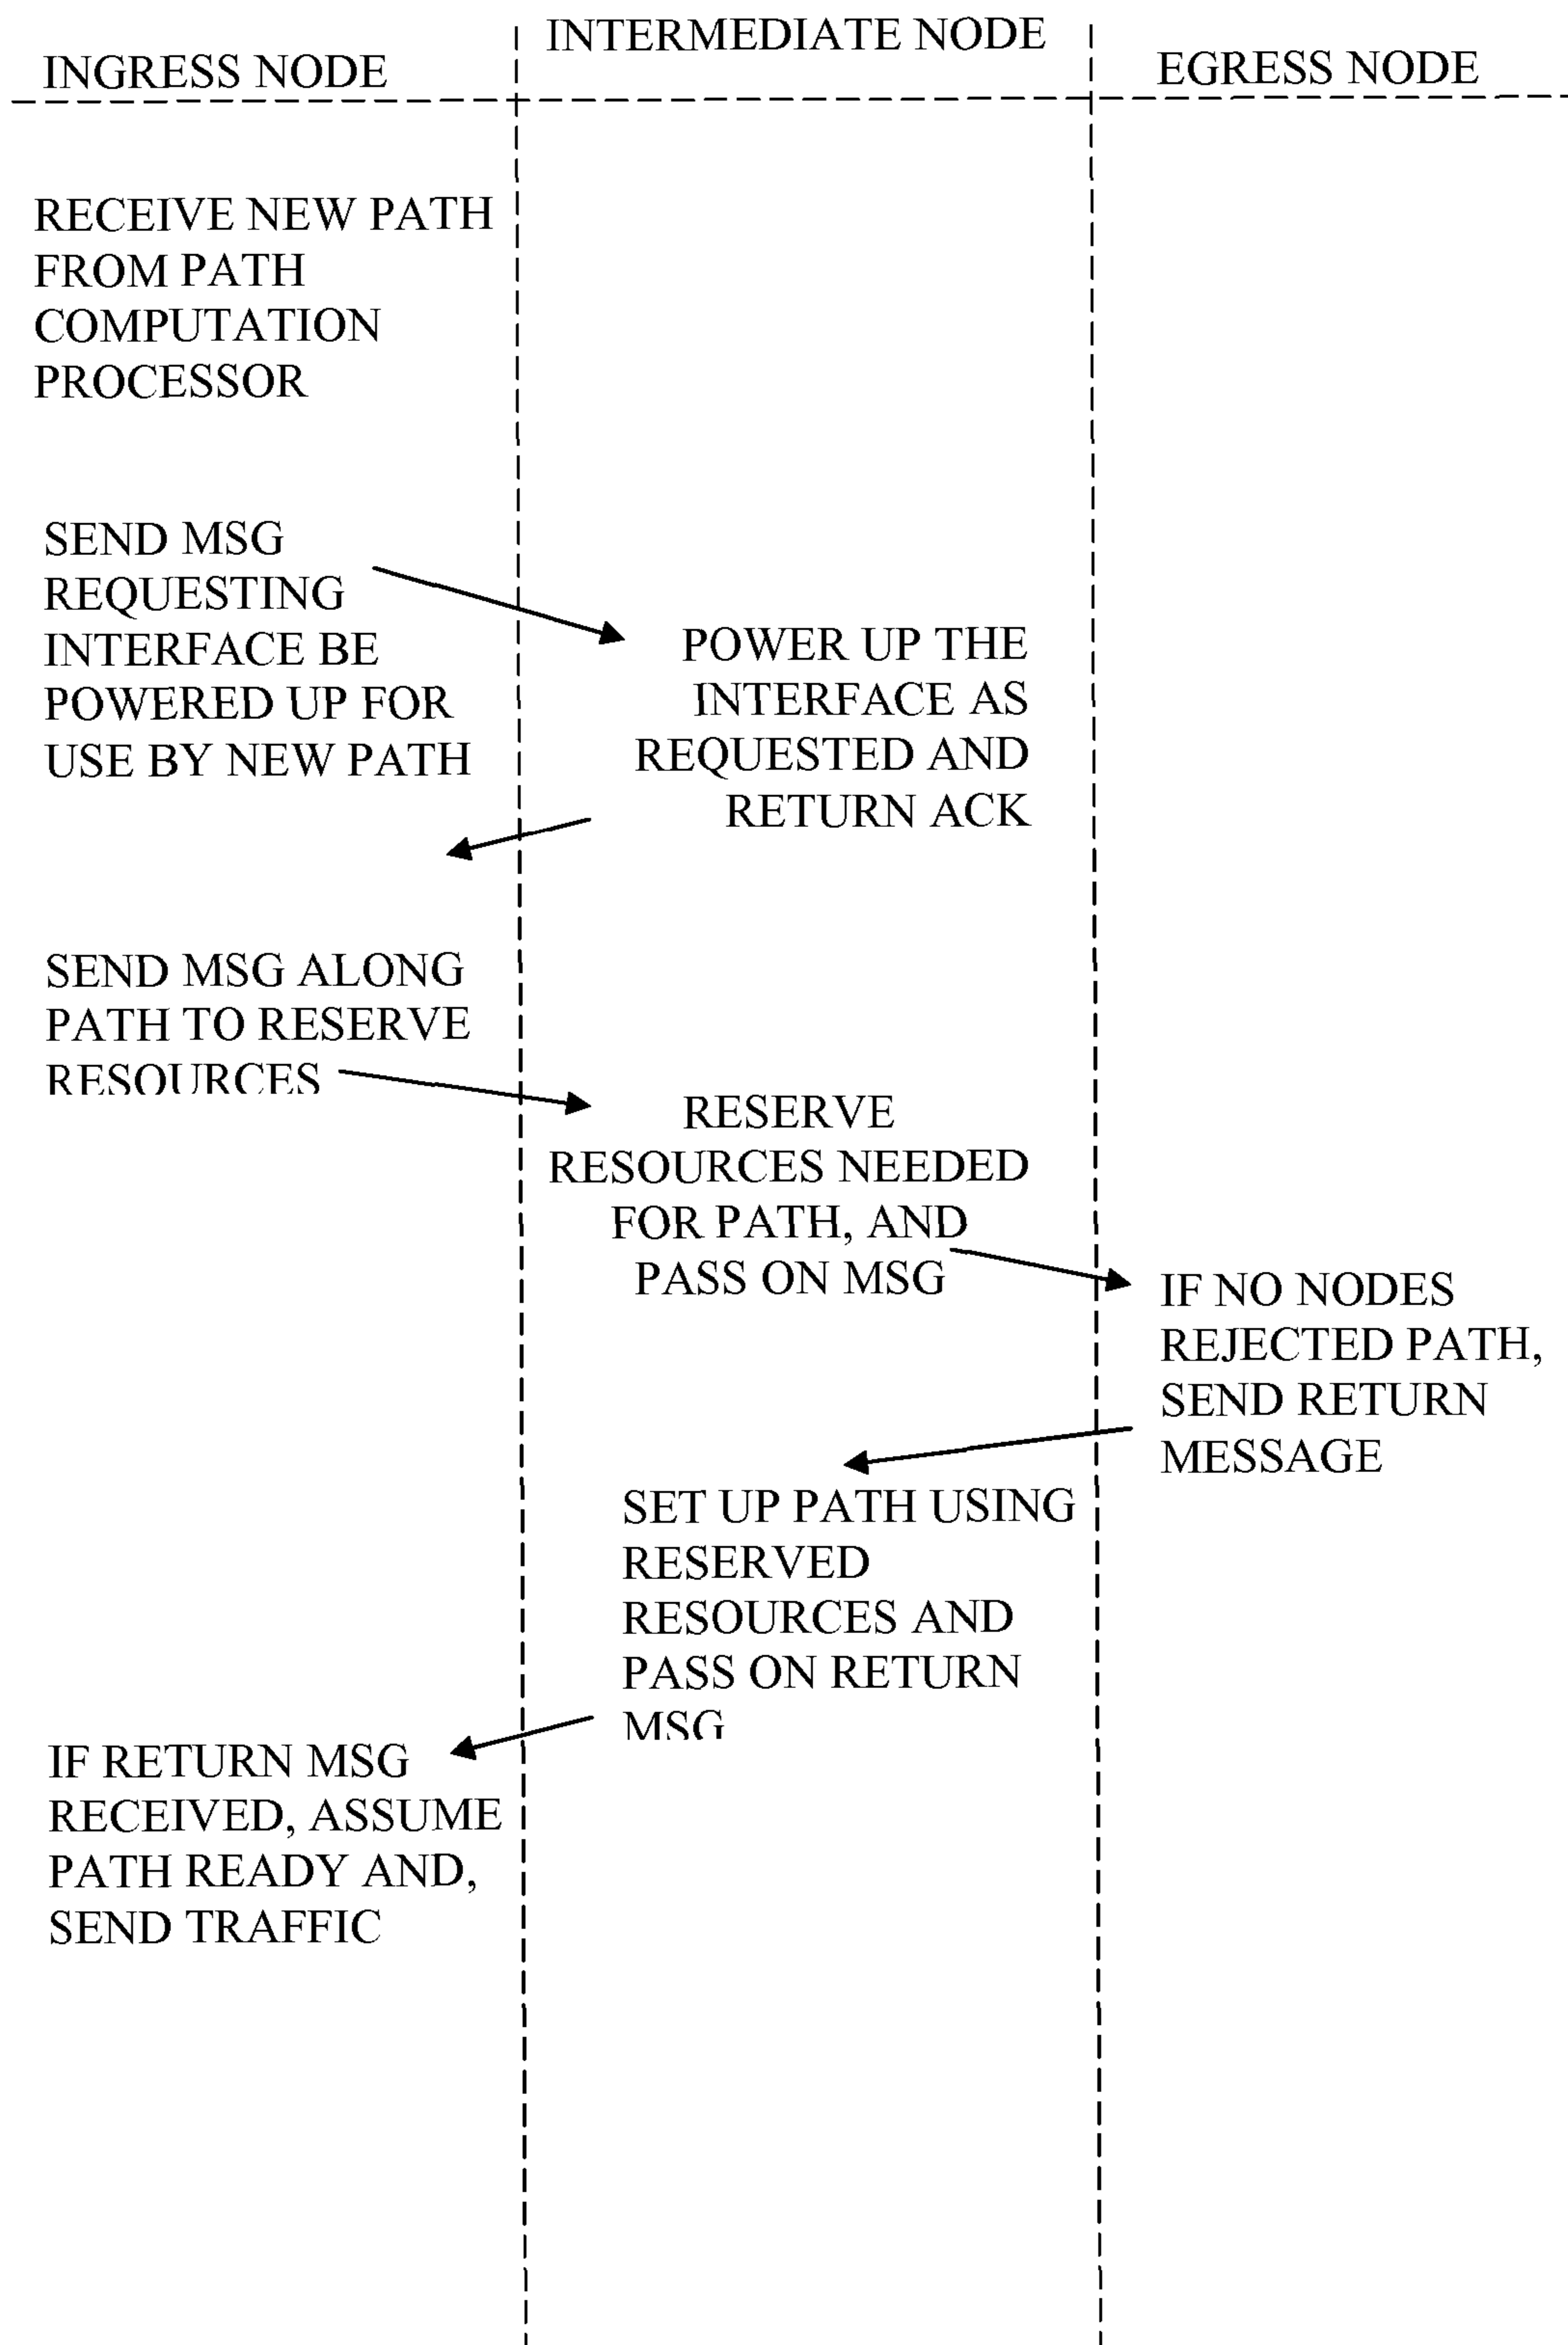 INGRESS NODE
INTERMEDIATE NODE
EGRESS NODE
RECEIVE NEW PATH
FROM PATH
COMPUTATION
PROCESSOR
SEND MSG
REQUESTING
INTERFACE BE
POWERED UP FOR
USE BY NEW PATH
POWER UP THE
INTERFACE AS
REQUESTED AND
RETURN ACK
SEND MSG ALONG
PATH TO RESERVE
RESOURCES
RESERVE
RESOURCES NEEDED
FOR PATH, AND
PASS ON MSG
IF NO NODES
REJECTED PATH,
SEND RETURN
MESSAGE
SET UP PATH USING
RESERVED
RESOURCES AND
PASS ON RETURN
MSG
IF RETURN MSG
RECEIVED, ASSUME
PATH READY AND,
SEND TRAFFIC